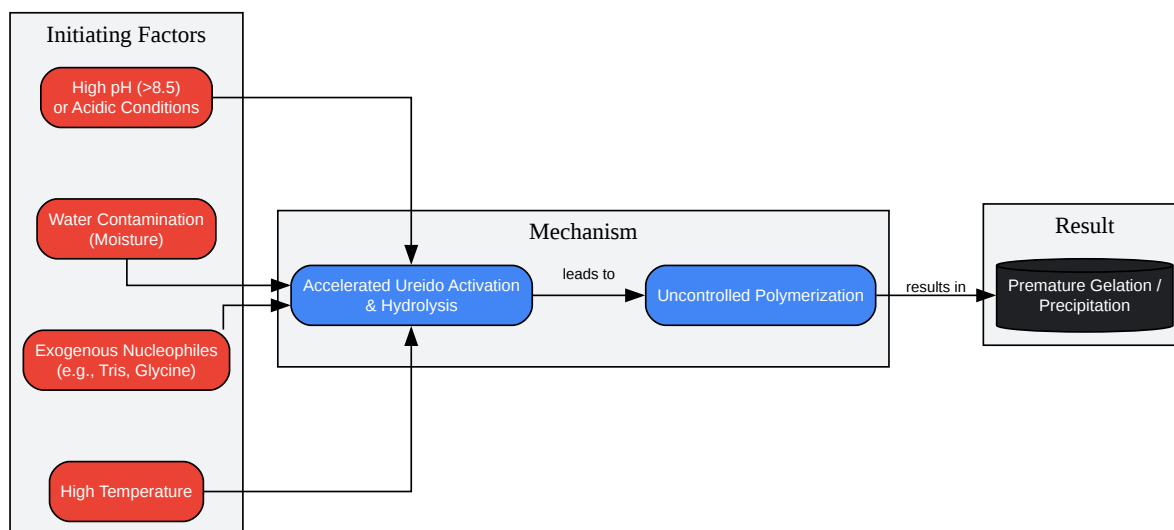 Initiating Factors
High pH (>8.5)
or Acidic Conditions
Water Contamination
(Moisture)
Exogenous Nucleophiles
(e.g., Tris, Glycine)
High Temperature
Mechanism
Accelerated Ureido Activation
& Hydrolysis
leads to
Uncontrolled Polymerization
results in
Result
Premature Gelation /
Precipitation